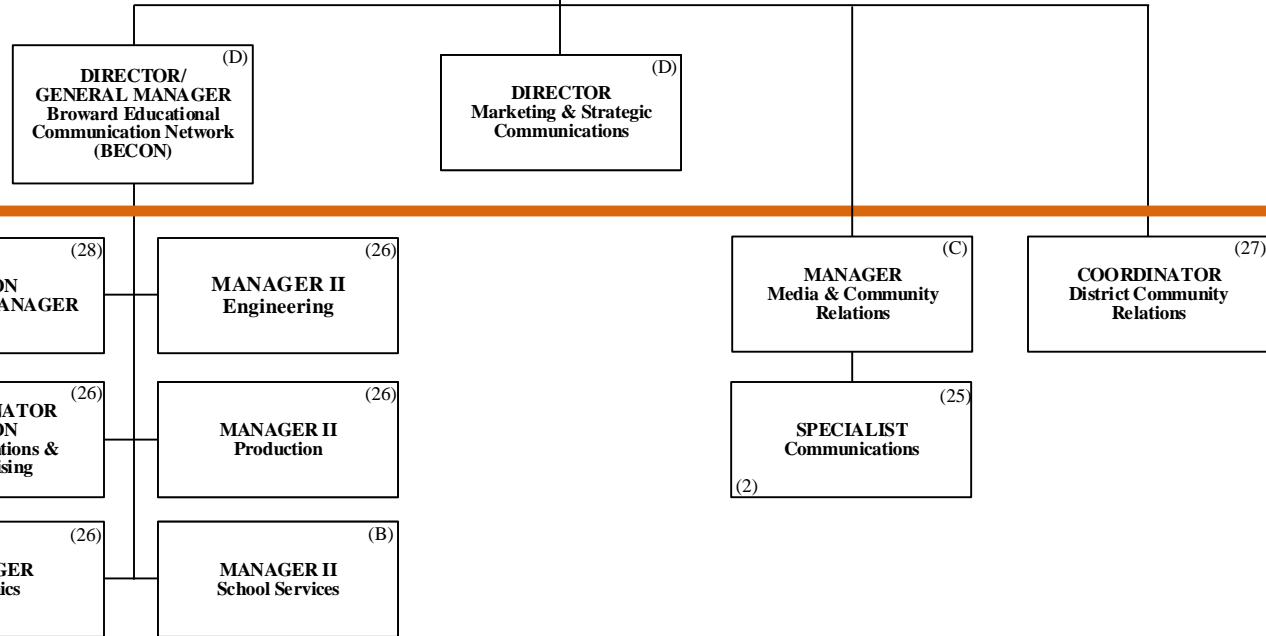 (D)
DIRECTOR/
GENERAL MANAGER
Broward Educational
Communication Network
(BECON)
(D)
DIRECTOR
Marketing & Strategic
Communications
(28)
(26)
MANAGER II
Engineering
(C)
MANAGER
Media & Community
Relations
(27)
COORDINATOR
District Community
Relations
(26)
(26)
MANAGER II
Production
(25)
SPECIALIST
Communications
(2)
(26)
(B)
MANAGER II
School Services